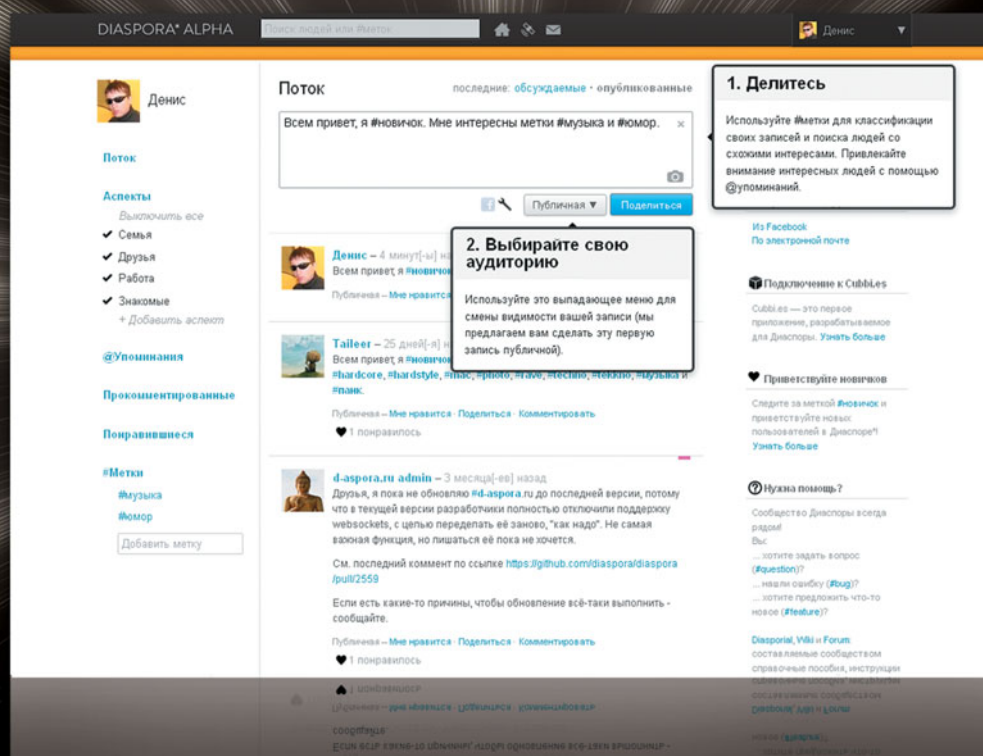 DIASPORA* ALPHA
Поиск людей или #меток
Денис ▼
Денис
Поток
Аспекты
Выключить все
✔ Семья
✔ Друзья
✔ Работа
✔ Знакомые
+ Добавить аспект
@Упоминания
Прокомментированные
Понравившиеся
#Метки
#музыка
#юмор
Добавить метку
Поток
последние: обсуждаемые · опубликованные
Всем привет, я #новичок. Мне интересны метки #музыка и #юмор. ×
Публичная ▼ Поделиться
Денис – 4 минут[-ы]
Всем привет, я #новичок
Публичная – Мне нравится
Taileer – 25 дней[-я]
Всем привет, я #новичок
#hardcore, #hardstyle, #mac, #photo, #rave, #techno, #tekkno, #музыка и
#панк.
Публичная – Мне нравится · Поделиться · Комментировать
1 понравилось
d-aspora.ru admin – 3 месяца[-ев] назад
Друзья, я пока не обновляю #d-aspora.ru до последней версии, потому
что в текущей версии разработчики полностью отключили поддержку
websockets, с целью переделать её заново, "как надо". Не самая
важная функция, но пишаться её пока не хочется.
См. последний коммент по ссылке https://github.com/diaspora/diaspora
/pull/2559
Если есть какие-то причины, чтобы обновление всё-таки выполнить -
сообщайте.
Публичная – Мне нравится · Поделиться · Комментировать
1 понравилось
1. Делитесь
Используйте #метки для классификации
своих записей и поиска людей со
схожими интересами. Привлекайте
внимание интересных людей с помощью
@упоминаний.
2. Выбирайте свою
аудиторию
Используйте это выпадающее меню для
смены видимости вашей записи (мы
предлагаем вам сделать эту первую
запись публичной).
Из Facebook
По электронной почте
Подключение к Cubbi.es
Cubbi.es — это первое
приложение, разрабатываемое
для Диаспоры. Узнать больше
Приветствуйте новичков
Следите за меткой #новичок и
приветствуйте новых
пользователей в Диаспоре*!
Узнать больше
Нужна помощь?
Сообщество Диаспоры всегда
рядом!
Вы:
... хотите задать вопрос
(#question)?
... нашли ошибку (#bug)?
... хотите предложить что-то
новое (#feature)?
Diasporial, Wiki и Forum:
составляемые сообществом
справочные пособия, инструкции